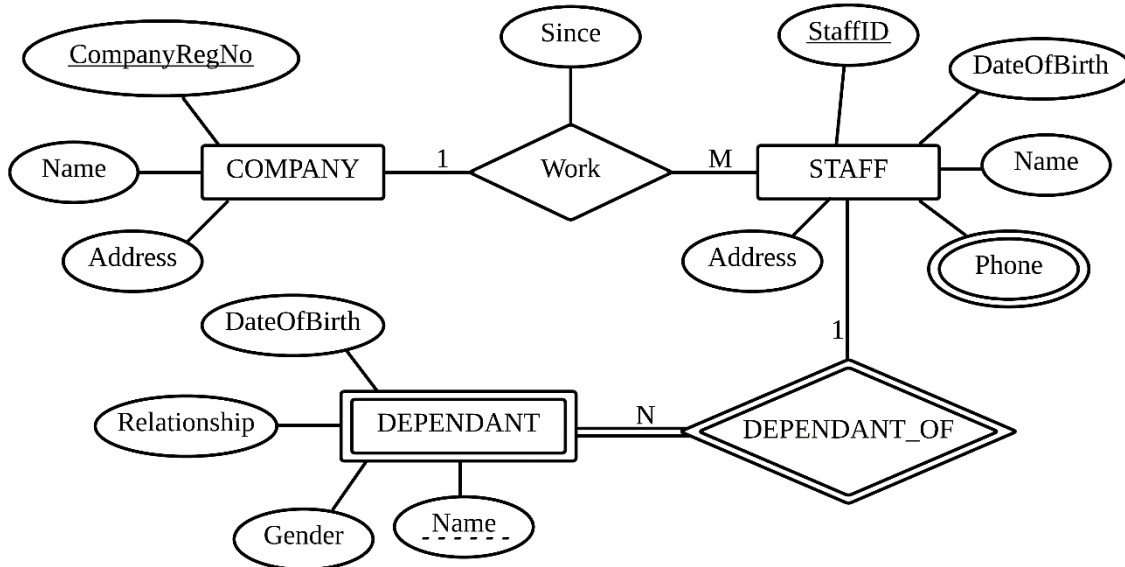 Since
StaffID
CompanyRegNo
DateOfBirth
Name
COMPANY
1
Work
M
STAFF
Name
Address
Address
Phone
DateOfBirth
1
Relationship
DEPENDANT
N
DEPENDANT_OF
Gender
Name